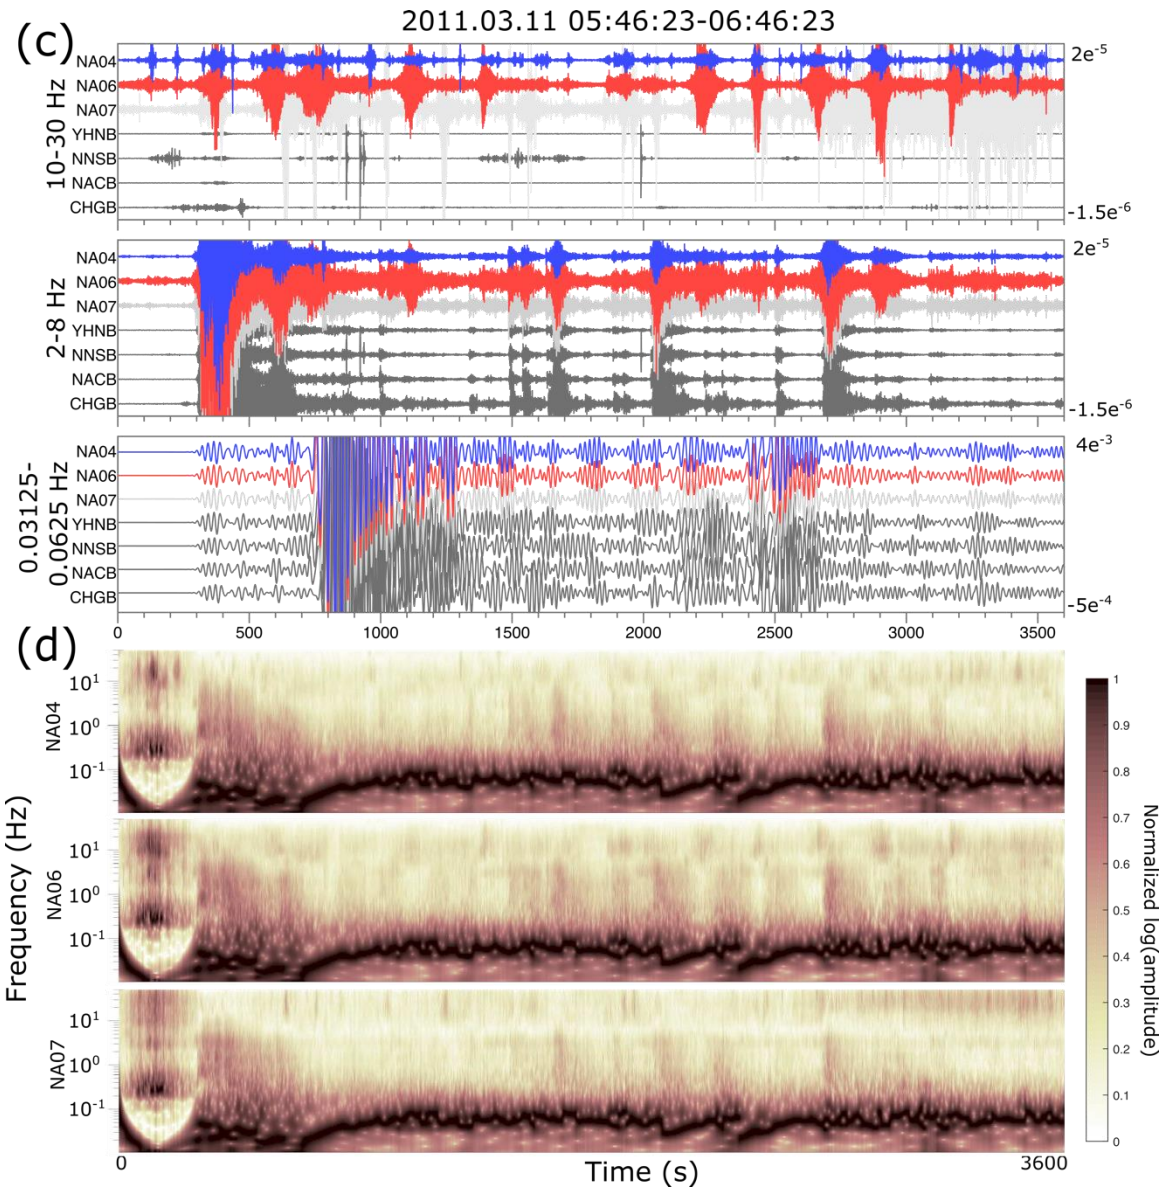 2011.03.11 05:46:23-06:46:23
(c)
10-30 Hz
NA04
NA06
NA07
YHNB
NNSB
NACB
CHGB
2e-5
-1.5e-6
2-8 Hz
NA04
NA06
NA07
YHNB
NNSB
NACB
CHGB
2e-5
-1.5e-6
0.03125-
0.0625 Hz
NA04
NA06
NA07
YHNB
NNSB
NACB
CHGB
4e-3
-5e-4
0 500 1000 1500 2000 2500 3000 3500
(d)
Frequency (Hz)
NA04
10^1
10^0
10^-1
NA06
10^1
10^0
10^-1
NA07
10^1
10^0
10^-1
0 Time (s) 3600
1
0.9
0.8
0.7
0.6
0.5
0.4
0.3
0.2
0.1
0
Normalized log(amplitude)